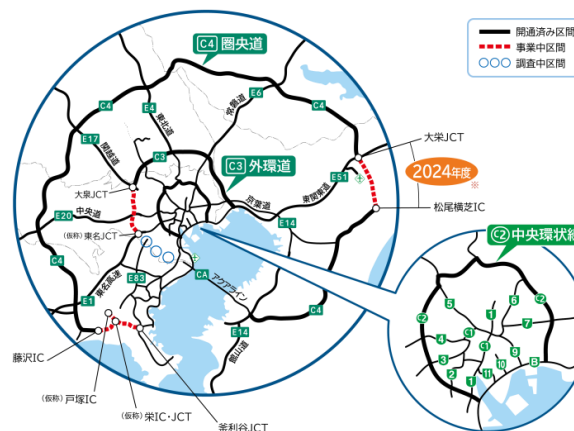 開通済み区間
事業中区間
調査中区間
C4 圏央道
C4
E4
東北道
常磐道
E6
C4
E17
関越道
C3
C3 外環道
大栄JCT
2024年度
※
大泉JCT
京葉道
東関東道
E51
E20
中央道
E14
松尾横芝IC
(仮称)東名JCT
C2 中央環状線
C4
東名高速
E83
CA
アクアライン
E1
E14
C4
館山道
藤沢IC
(仮称)戸塚IC
(仮称)栄IC・JCT
釜利谷JCT
5
6
C2
1
C2
7
4
C1
C1
3
9
2
1
11
10
B